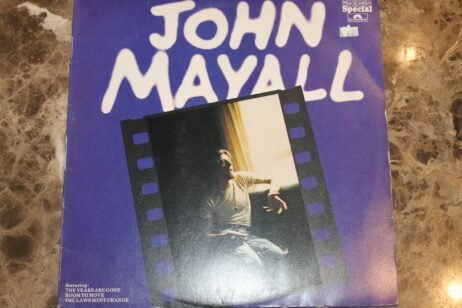 Special
JOHN
MAYALL
featuring:
THE YEARS ARE GONE
ROOM TO MOVE
THE LAWS MUST CHANGE